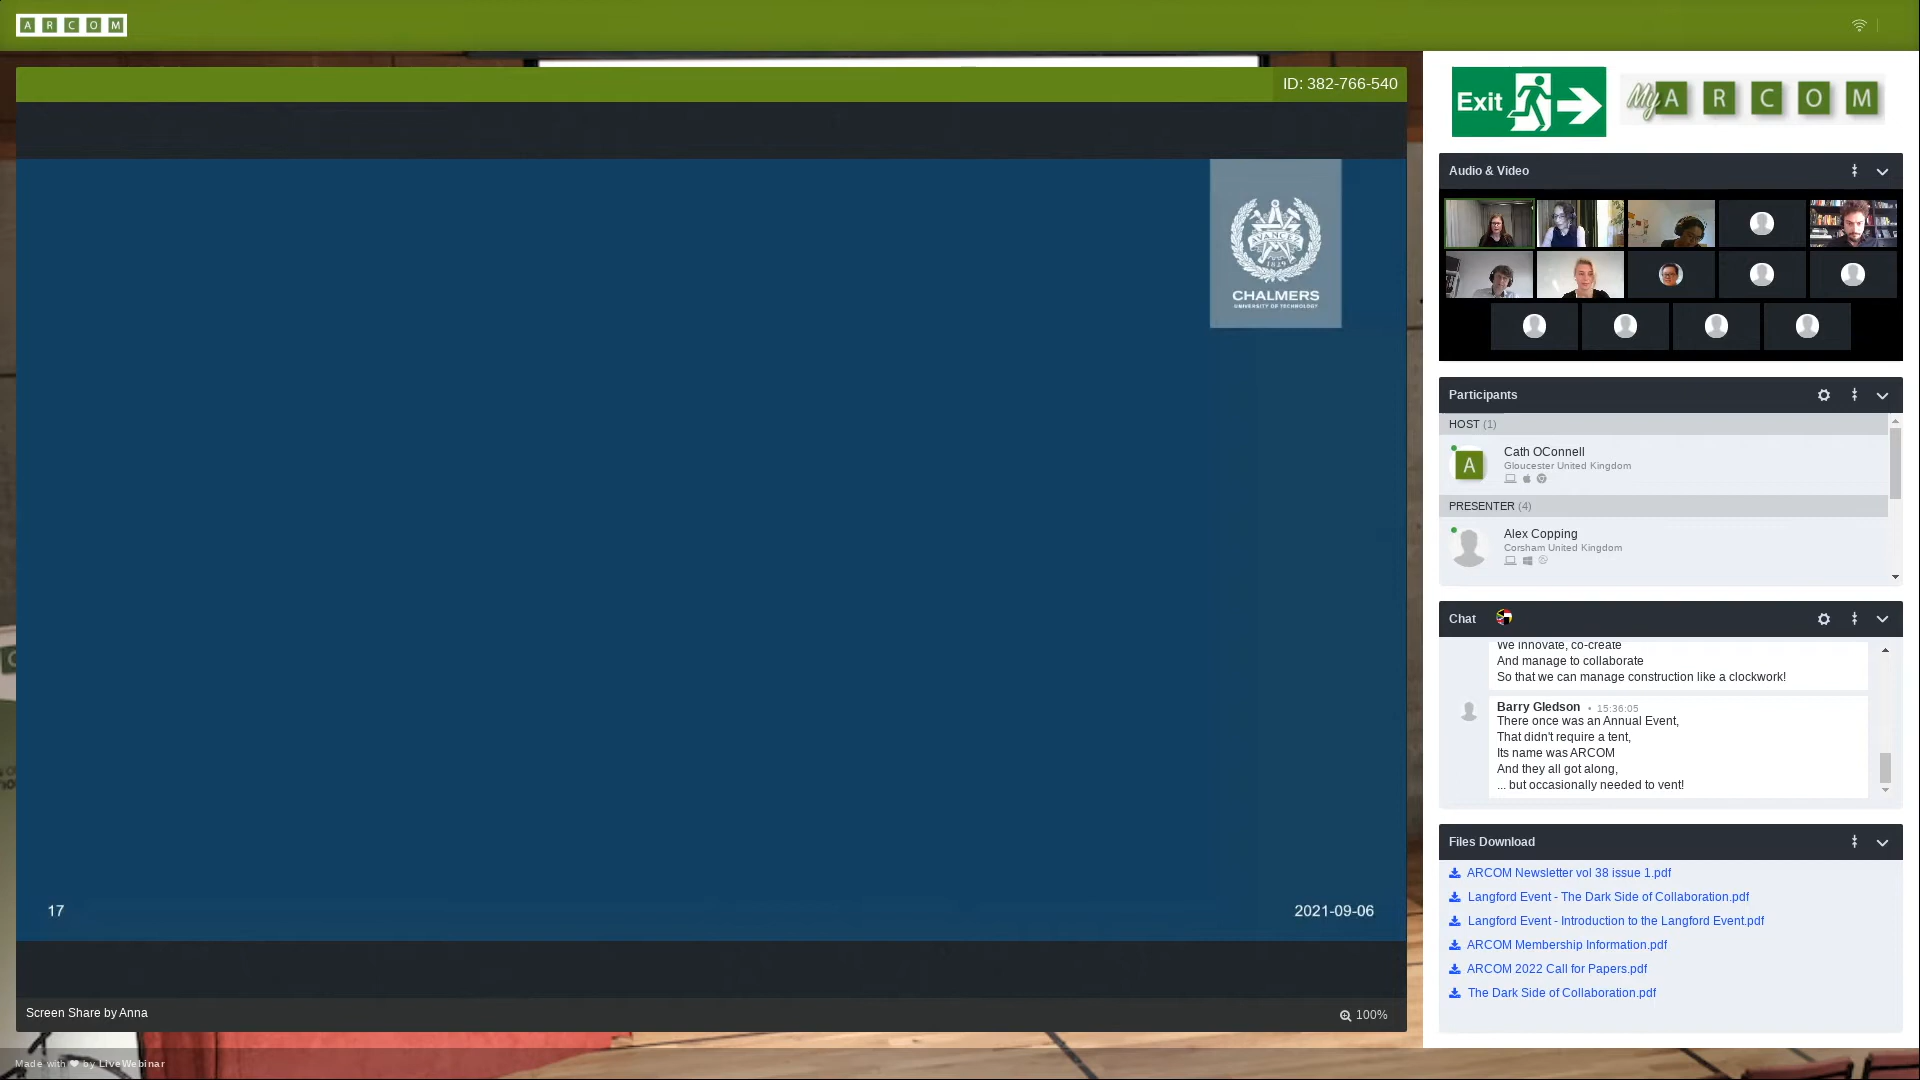 A R C O M
ID: 382-766-540
AVANCEZ
1829
CHALMERS
UNIVERSITY OF TECHNOLOGY
17
2021-09-06
Screen Share by Anna
100%
Made with ❤ by LiveWebinar
Exit
My A R C O M
Audio & Video
Participants
HOST (1)
A
Cath OConnell
Gloucester United Kingdom
PRESENTER (4)
Alex Copping
Corsham United Kingdom
Chat
We innovate, co-create
And manage to collaborate
So that we can manage construction like a clockwork!
Barry Gledson • 15:36:05
There once was an Annual Event,
That didn't require a tent,
Its name was ARCOM
And they all got along,
... but occasionally needed to vent!
Files Download
ARCOM Newsletter vol 38 issue 1.pdf
Langford Event - The Dark Side of Collaboration.pdf
Langford Event - Introduction to the Langford Event.pdf
ARCOM Membership Information.pdf
ARCOM 2022 Call for Papers.pdf
The Dark Side of Collaboration.pdf